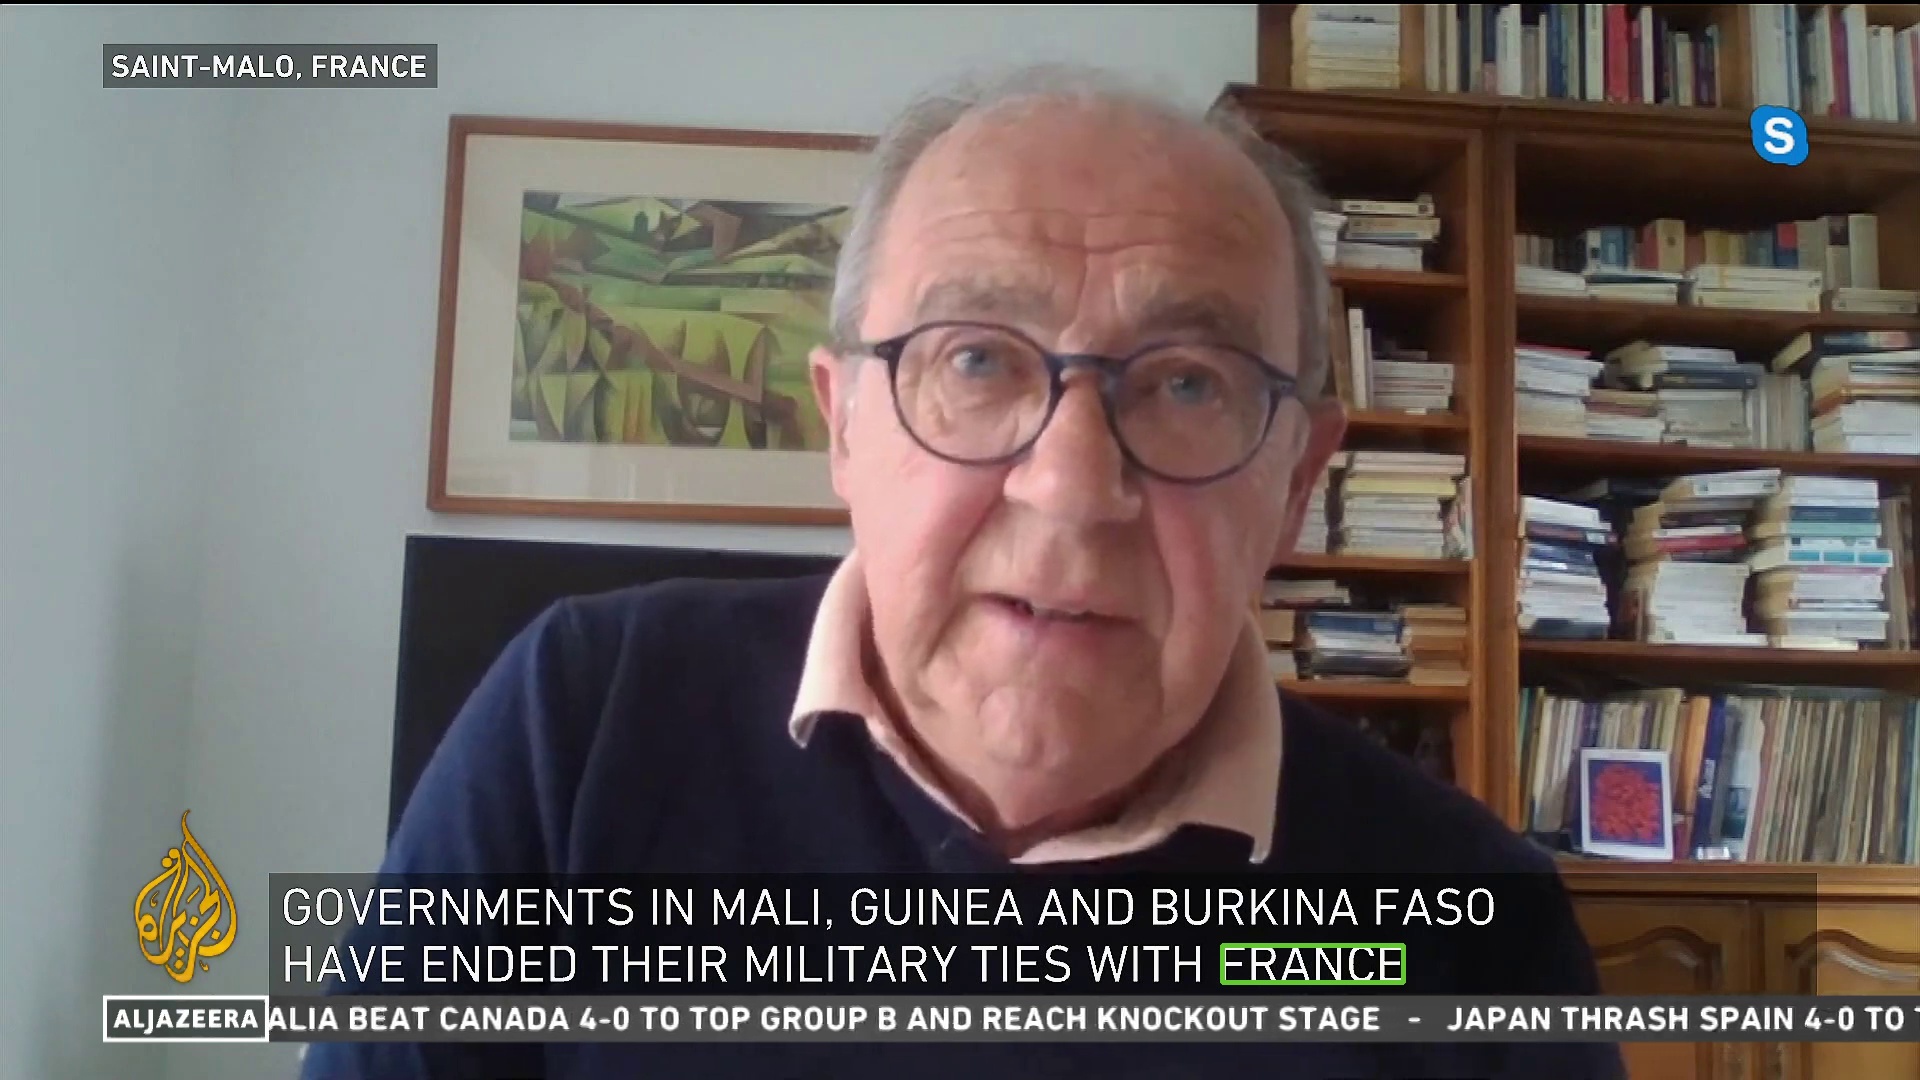 SAINT-MALO, FRANCE
S
GOVERNMENTS IN MALI, GUINEA AND BURKINA FASO
HAVE ENDED THEIR MILITARY TIES WITH FRANCE
ALJAZEERA
ALIA BEAT CANADA 4-0 TO TOP GROUP B AND REACH KNOCKOUT STAGE - JAPAN THRASH SPAIN 4-0 TO